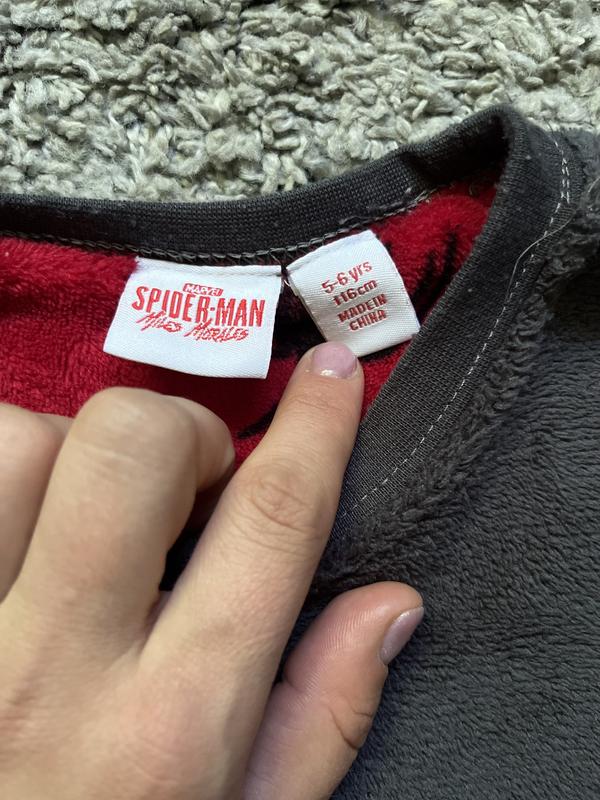 MARVEL
SPIDER-MAN
MILES MORALES
5-6 yrs
116cm
MADE IN
CHINA